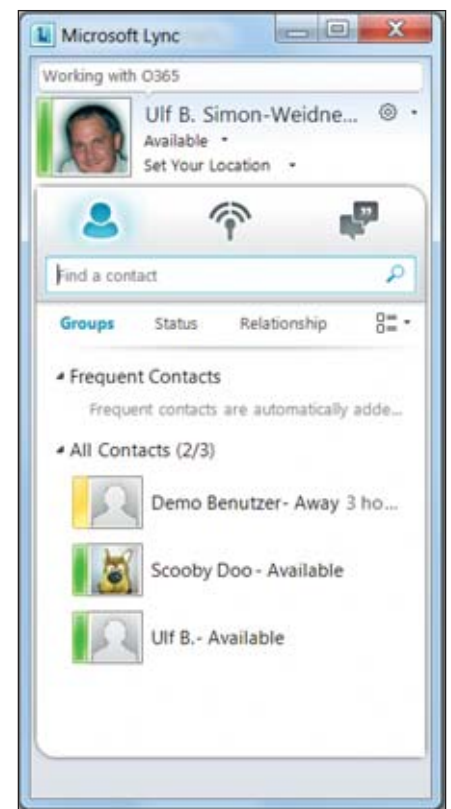 Microsoft Lync
Working with O365
Ulf B. Simon-Weidne...
Available
Set Your Location
Find a contact
Groups Status Relationship
Frequent Contacts
Frequent contacts are automatically adde...
All Contacts (2/3)
Demo Benutzer- Away 3 ho...
Scooby Doo - Available
Ulf B.- Available